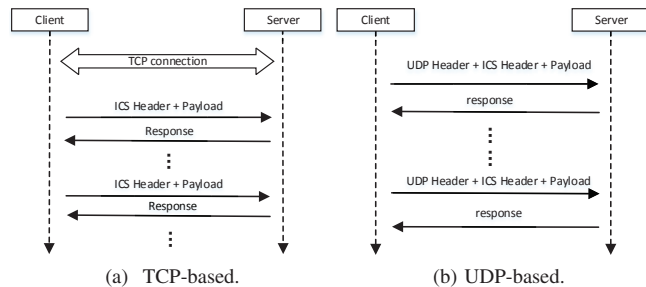 Client
Server
TCP connection
ICS Header + Payload
Response
ICS Header + Payload
Response
(a) TCP-based.
Client
Server
UDP Header + ICS Header + Payload
response
UDP Header + ICS Header + Payload
response
(b) UDP-based.